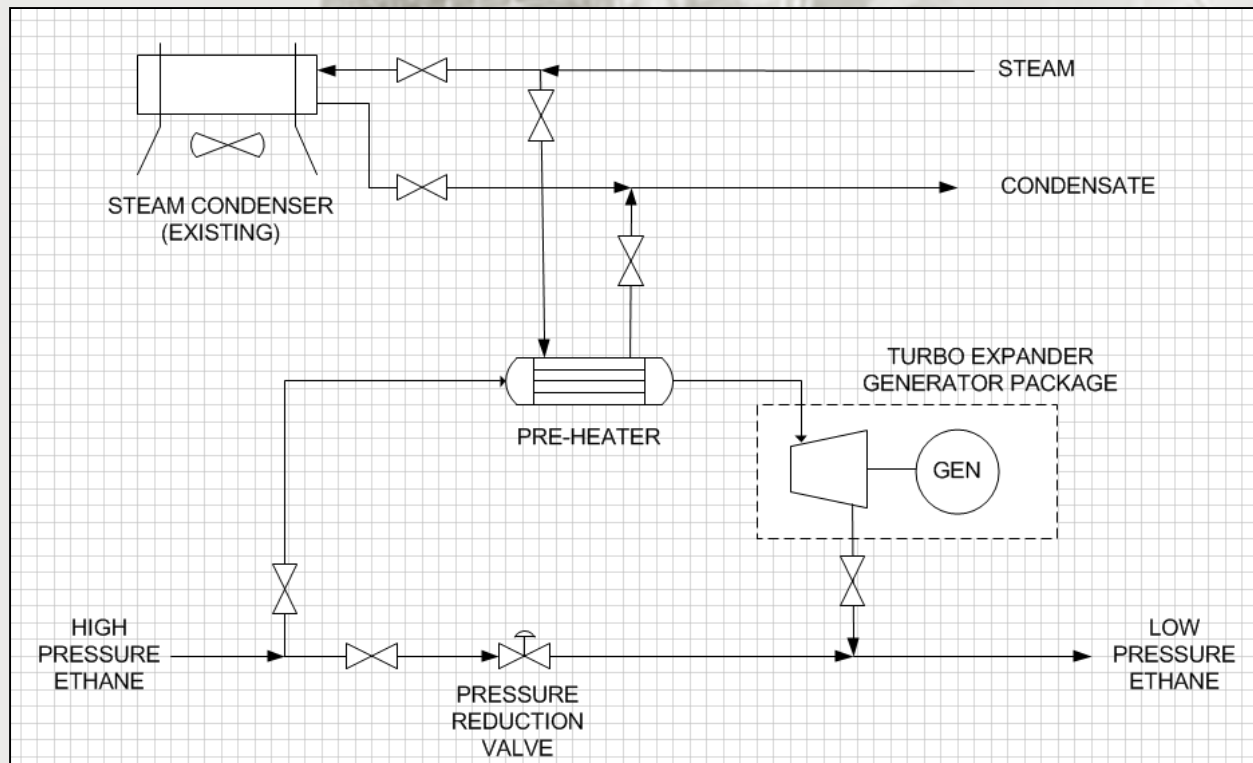 STEAM
CONDENSATE
STEAM CONDENSER
(EXISTING)
TURBO EXPANDER
GENERATOR PACKAGE
PRE-HEATER
GEN
HIGH
PRESSURE
ETHANE
PRESSURE
REDUCTION
VALVE
LOW
PRESSURE
ETHANE